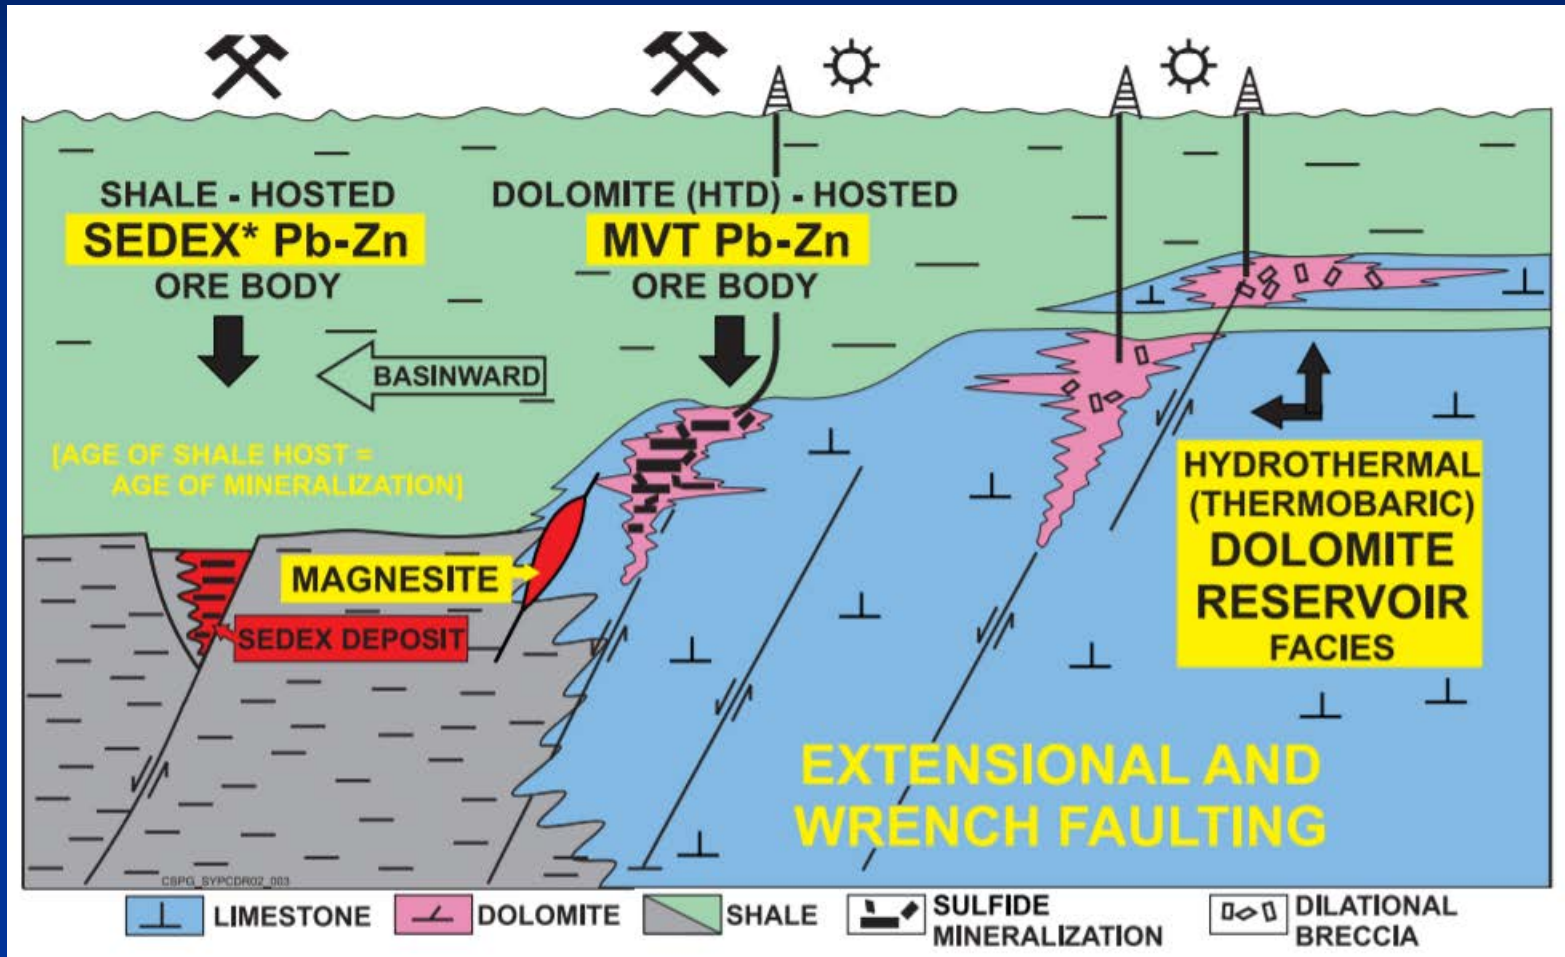 SHALE - HOSTED
SEDEX* Pb-Zn
ORE BODY
DOLOMITE (HTD) - HOSTED
MVT Pb-Zn
ORE BODY
BASINWARD
[AGE OF SHALE HOST =
AGE OF MINERALIZATION]
MAGNESITE
SEDEX DEPOSIT
HYDROTHERMAL
(THERMOBARIC)
DOLOMITE
RESERVOIR
FACIES
EXTENSIONAL AND
WRENCH FAULTING
CSPG_SYPCDR02_003
LIMESTONE
DOLOMITE
SHALE
SULFIDE
MINERALIZATION
DILATIONAL
BRECCIA